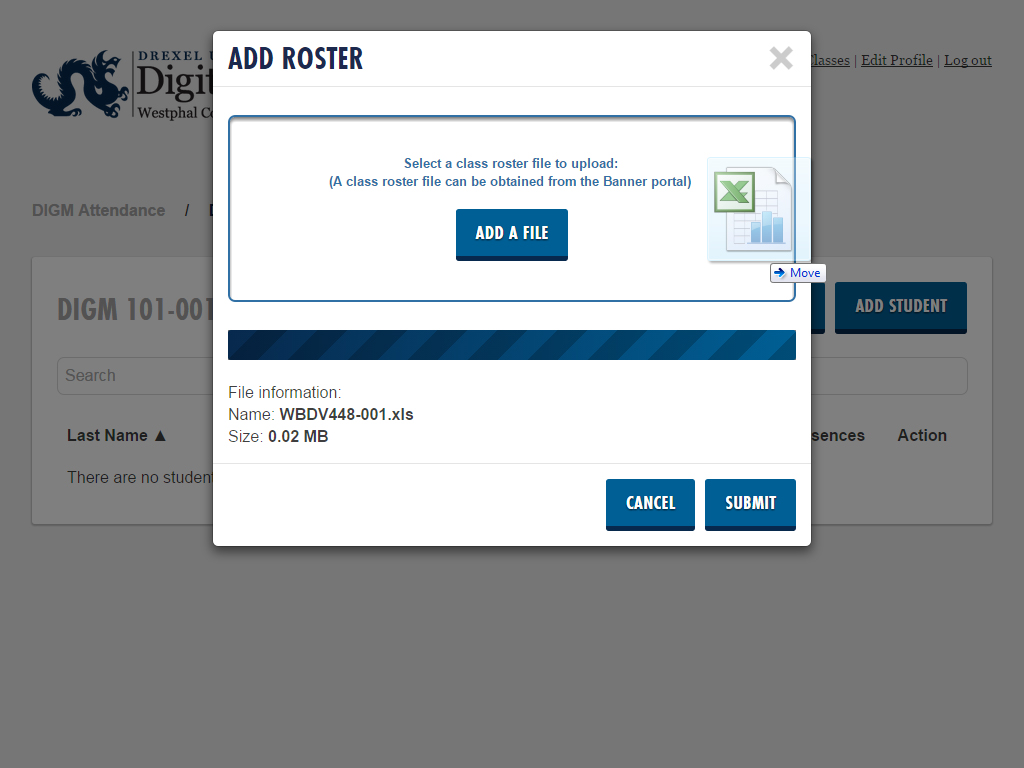 ADD ROSTER
DREXEL
Digit
Westphal
Classes | Edit Profile | Log out
Select a class roster file to upload:
(A class roster file can be obtained from the Banner portal)
ADD A FILE
Move
DIGM Attendance /
DIGM 101-001
ADD STUDENT
Search
File information:
Name: WBDV448-001.xls
Size: 0.02 MB
Last Name ▲
Action
There are no student
CANCEL
SUBMIT